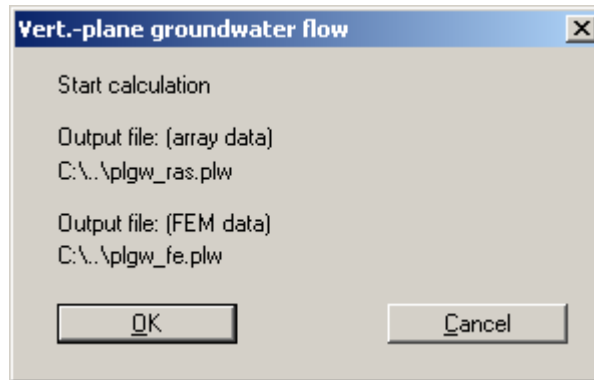 Vert.-plane groundwater flow
Start calculation
Output file: (array data)
C:\..\plgw_ras.plw
Output file: (FEM data)
C:\..\plgw_fe.plw
OK
Cancel